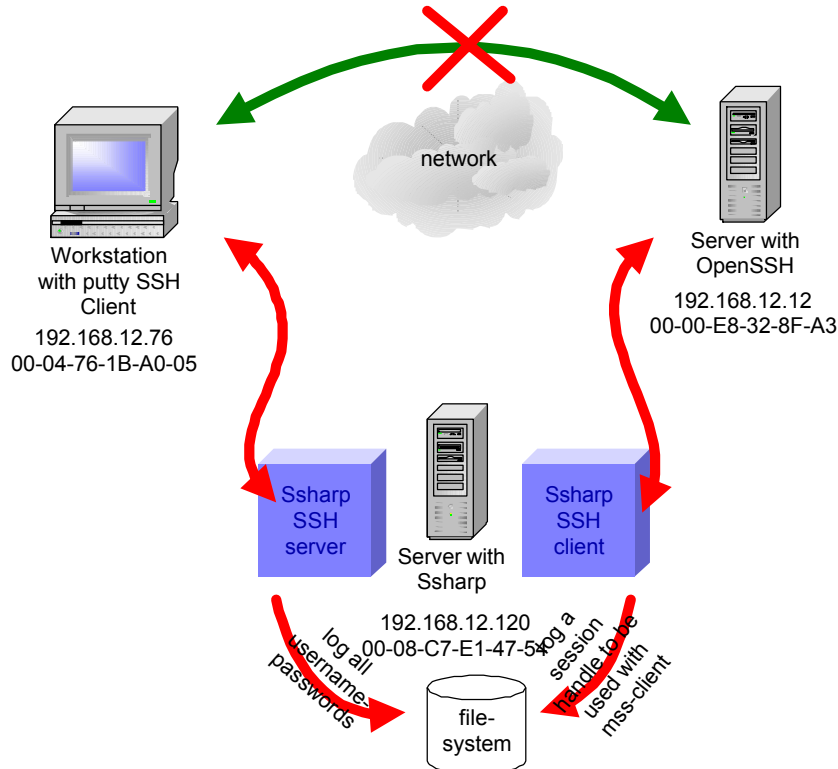 network
Workstation
with putty SSH
Client
192.168.12.76
00-04-76-1B-A0-05
Server with
OpenSSH
192.168.12.12
00-00-E8-32-8F-A3
Ssharp
SSH
server
Server with
Ssharp
192.168.12.120
00-08-C7-E1-47-54
Ssharp
SSH
client
log all
username-
passwords
log a
session
handle to be
used with
mss-client
file-
system